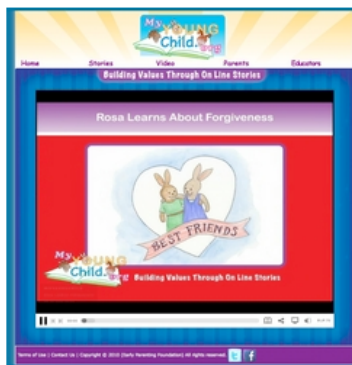 My YOUNG Child.org
Home Stories Video Parents Educators
Building Values Through On Line Stories
Rosa Learns About Forgiveness
BEST FRIENDS
My YOUNG Child.org Building Values Through On Line Stories
Terms of Use | Contact Us | Copyright © 2010 (Early Parenting Foundation) All rights reserved.